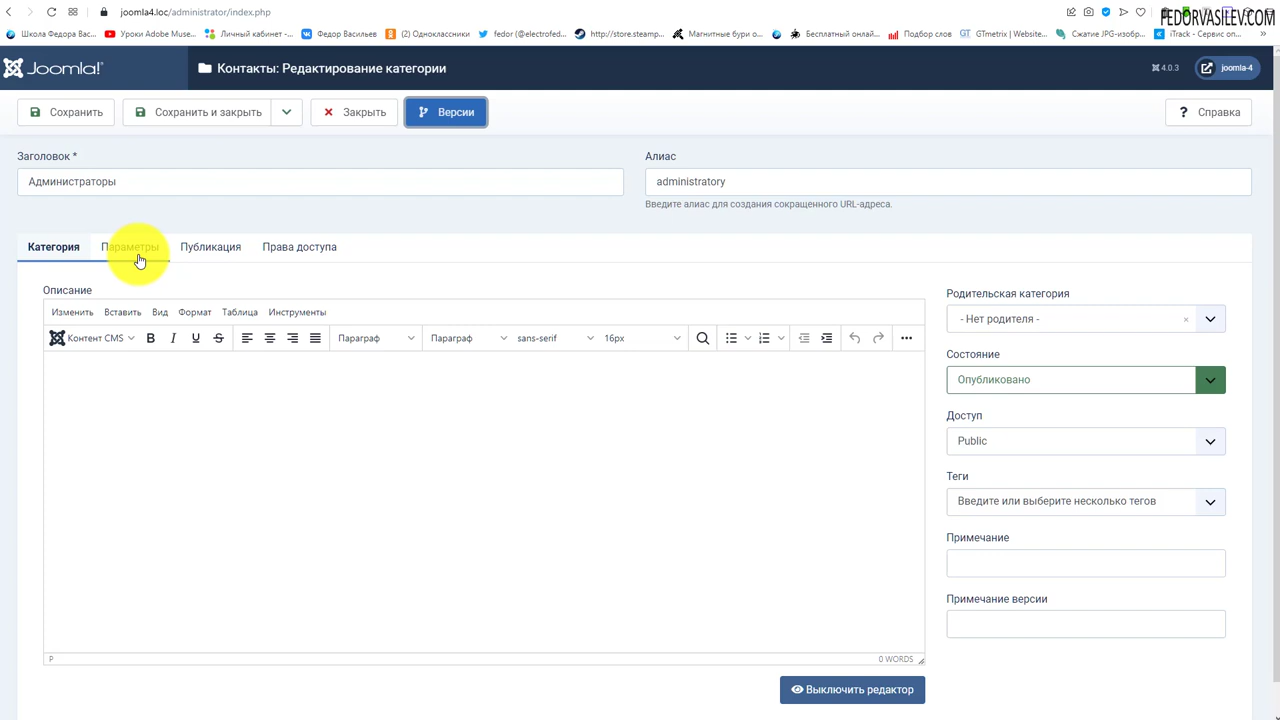 joomla4.loc/administrator/index.php
FEDORVASILEV.COM
Школа Федора Вас...
Уроки Adobe Muse...
Личный кабинет -...
Федор Васильев
(2) Одноклассники
fedor (@electrofed...
http://store.steamp...
Магнитные бури о...
Бесплатный онлай...
Подбор слов
GTmetrix | Website...
Сжатие JPG-изобр...
iTrack - Сервис оп...
Joomla!
Контакты: Редактирование категории
4.0.3
joomla-4
Сохранить
Сохранить и закрыть
Закрыть
Версии
Справка
Заголовок *
Алиас
Администраторы
administratory
Введите алиас для создания сокращенного URL-адреса.
Категория
Параметры
Публикация
Права доступа
Описание
Изменить Вставить Вид Формат Таблица Инструменты
Контент CMS B I U S Параграф Параграф sans-serif 16px
P
0 WORDS
Выключить редактор
Родительская категория
- Нет родителя -
Состояние
Опубликовано
Доступ
Public
Теги
Введите или выберите несколько тегов
Примечание
Примечание версии